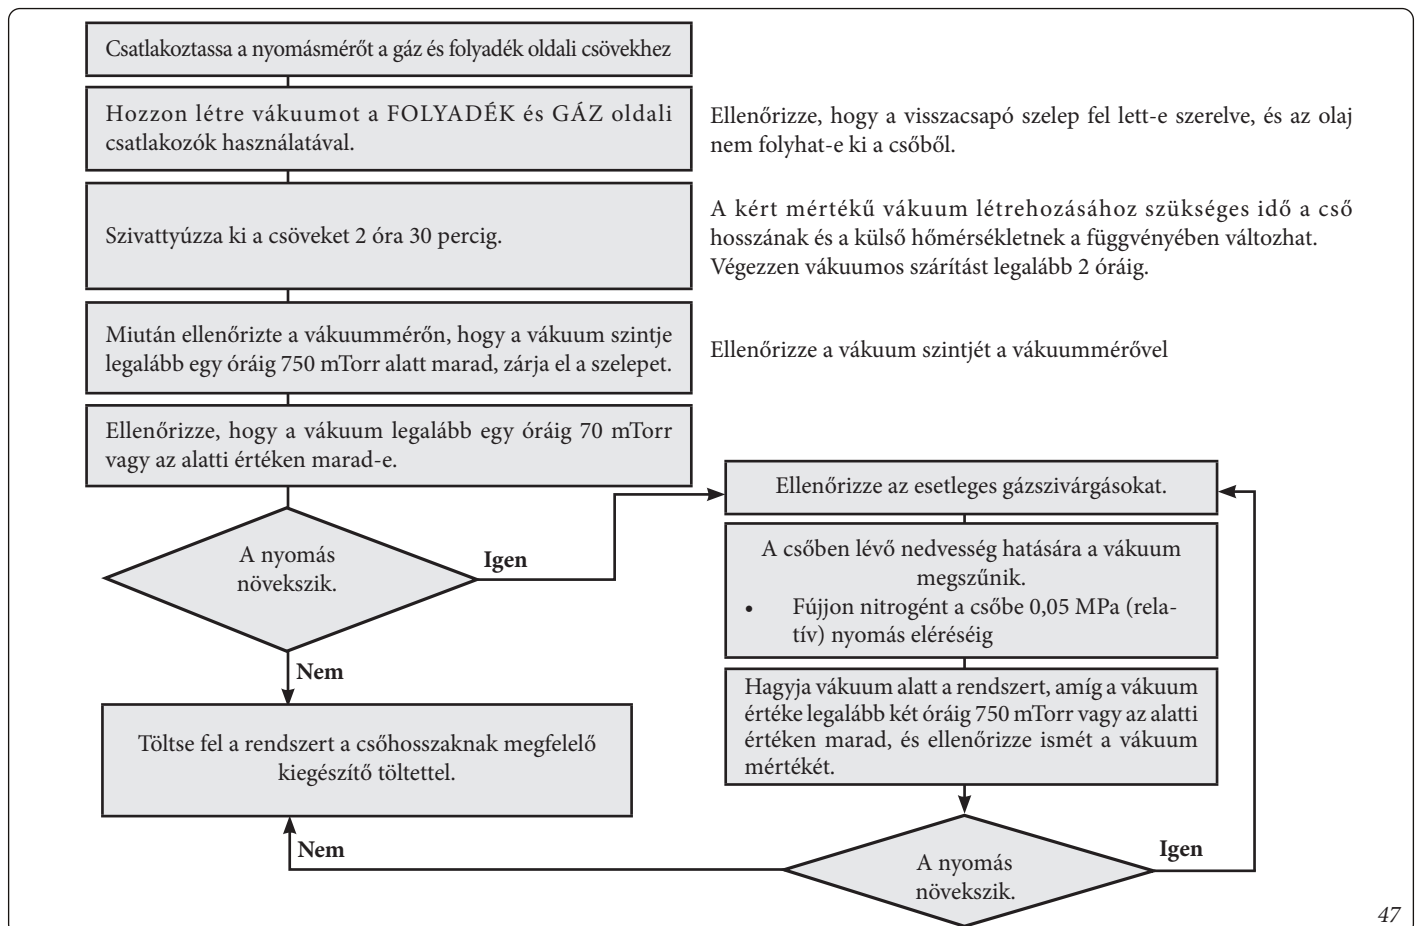 Csatlakoztassa a nyomásmérőt a gáz és folyadék oldali csövekhez
Hozzon létre vákuumot a FOLYADÉK és GÁZ oldali
csatlakozók használatával.
Ellenőrizze, hogy a visszacsapó szelep fel lett-e szerelve, és az olaj
nem folyhat-e ki a csőből.
Szivattyúzza ki a csöveket 2 óra 30 percig.
A kért mértékű vákuum létrehozásához szükséges idő a cső
hosszának és a külső hőmérsékletnek a függvényében változhat.
Végezzen vákuumos szárítást legalább 2 óráig.
Miután ellenőrizte a vákuummérőn, hogy a vákuum szintje
legalább egy óráig 750 mTorr alatt marad, zárja el a szelepet.
Ellenőrizze a vákuum szintjét a vákuummérővel
Ellenőrizze, hogy a vákuum legalább egy óráig 70 mTorr
vagy az alatti értéken marad-e.
A nyomás
növekszik.
Igen
Nem
Töltse fel a rendszert a csőhosszaknak megfelelő
kiegészítő töltettel.
Ellenőrizze az esetleges gázszivárgásokat.
A csőben lévő nedvesség hatására a vákuum
megszűnik.
• Fújjon nitrogént a csőbe 0,05 MPa (rela-
tív) nyomás eléréséig
Hagyja vákuum alatt a rendszert, amíg a vákuum
értéke legalább két óráig 750 mTorr vagy az alatti
értéken marad, és ellenőrizze ismét a vákuum
mértékét.
A nyomás
növekszik.
Igen
Nem
47